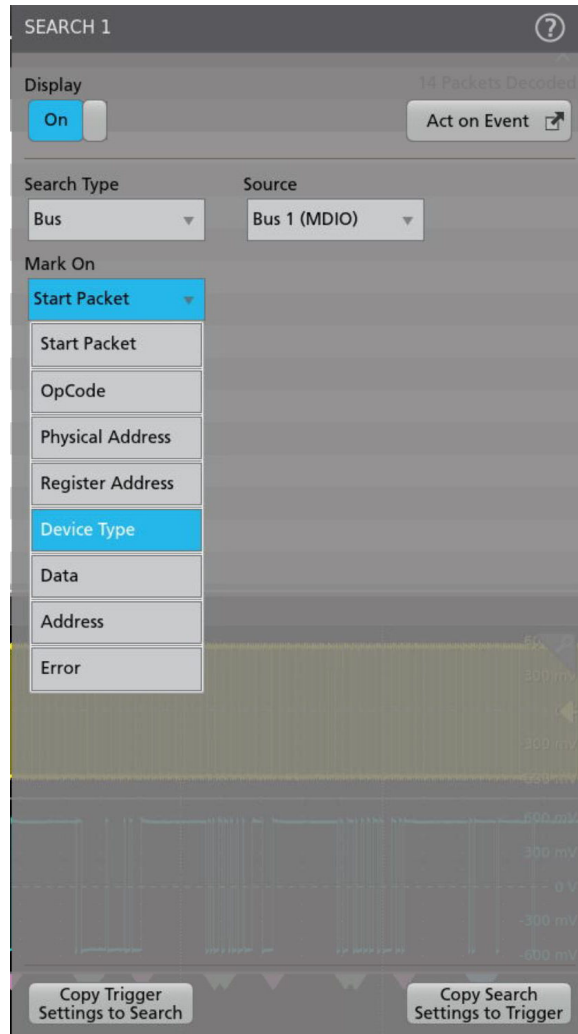 SEARCH 1
?
Display
14 Packets Decoded
On
Act on Event
Search Type
Source
Bus
Bus 1 (MDIO)
Mark On
Start Packet
Start Packet
OpCode
Physical Address
Register Address
Device Type
Data
Address
Error
300 mV
-300 mV
600 mV
300 mV
0 V
-300 mV
-600 mV
Copy Trigger
Settings to Search
Copy Search
Settings to Trigger